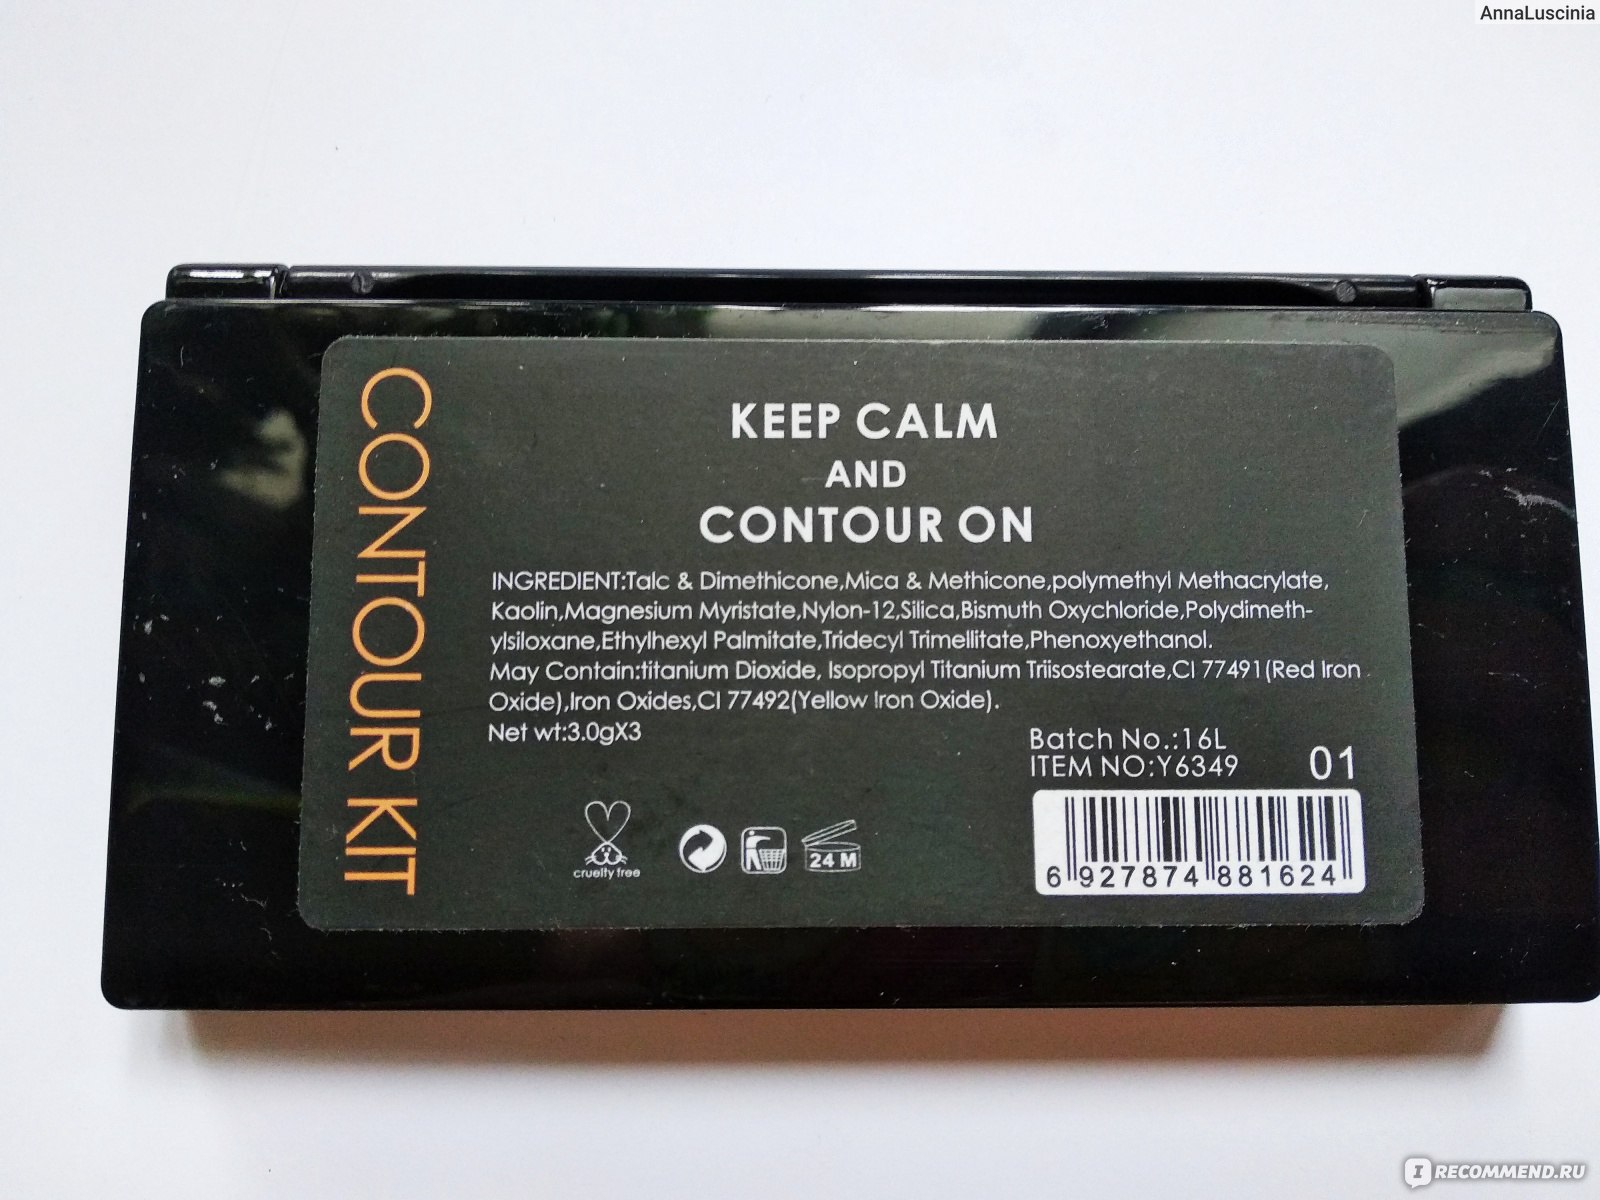 AnnaLuscinia
CONTOUR KIT
KEEP CALM
AND
CONTOUR ON
INGREDIENT:Talc & Dimethicone,Mica & Methicone,polymethyl Methacrylate,
Kaolin,Magnesium Myristate,Nylon-12,Silica,Bismuth Oxychloride,Polydimeth-
ylsiloxane,Ethylhexyl Palmitate,Tridecyl Trimellitate,Phenoxyethanol.
May Contain:titanium Dioxide, Isopropyl Titanium Triisostearate,CI 77491(Red Iron
Oxide),Iron Oxides,CI 77492(Yellow Iron Oxide).
Net wt:3.0gX3
Batch No.:16L
ITEM NO:Y6349
01
cruelty free
24 M
6 927874 881624
IRECOMMEND.RU